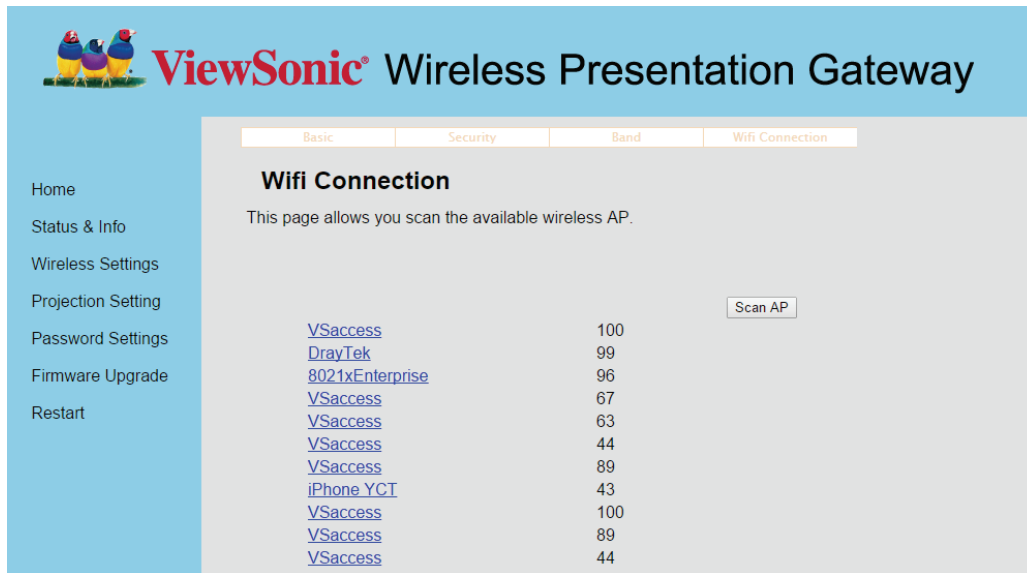 ViewSonic® Wireless Presentation Gateway
Basic Security Band Wifi Connection
Home
Status & Info
Wireless Settings
Projection Setting
Password Settings
Firmware Upgrade
Restart
Wifi Connection
This page allows you scan the available wireless AP.
Scan AP
VSaccess 100
DrayTek 99
8021xEnterprise 96
VSaccess 67
VSaccess 63
VSaccess 44
VSaccess 89
iPhone YCT 43
VSaccess 100
VSaccess 89
VSaccess 44